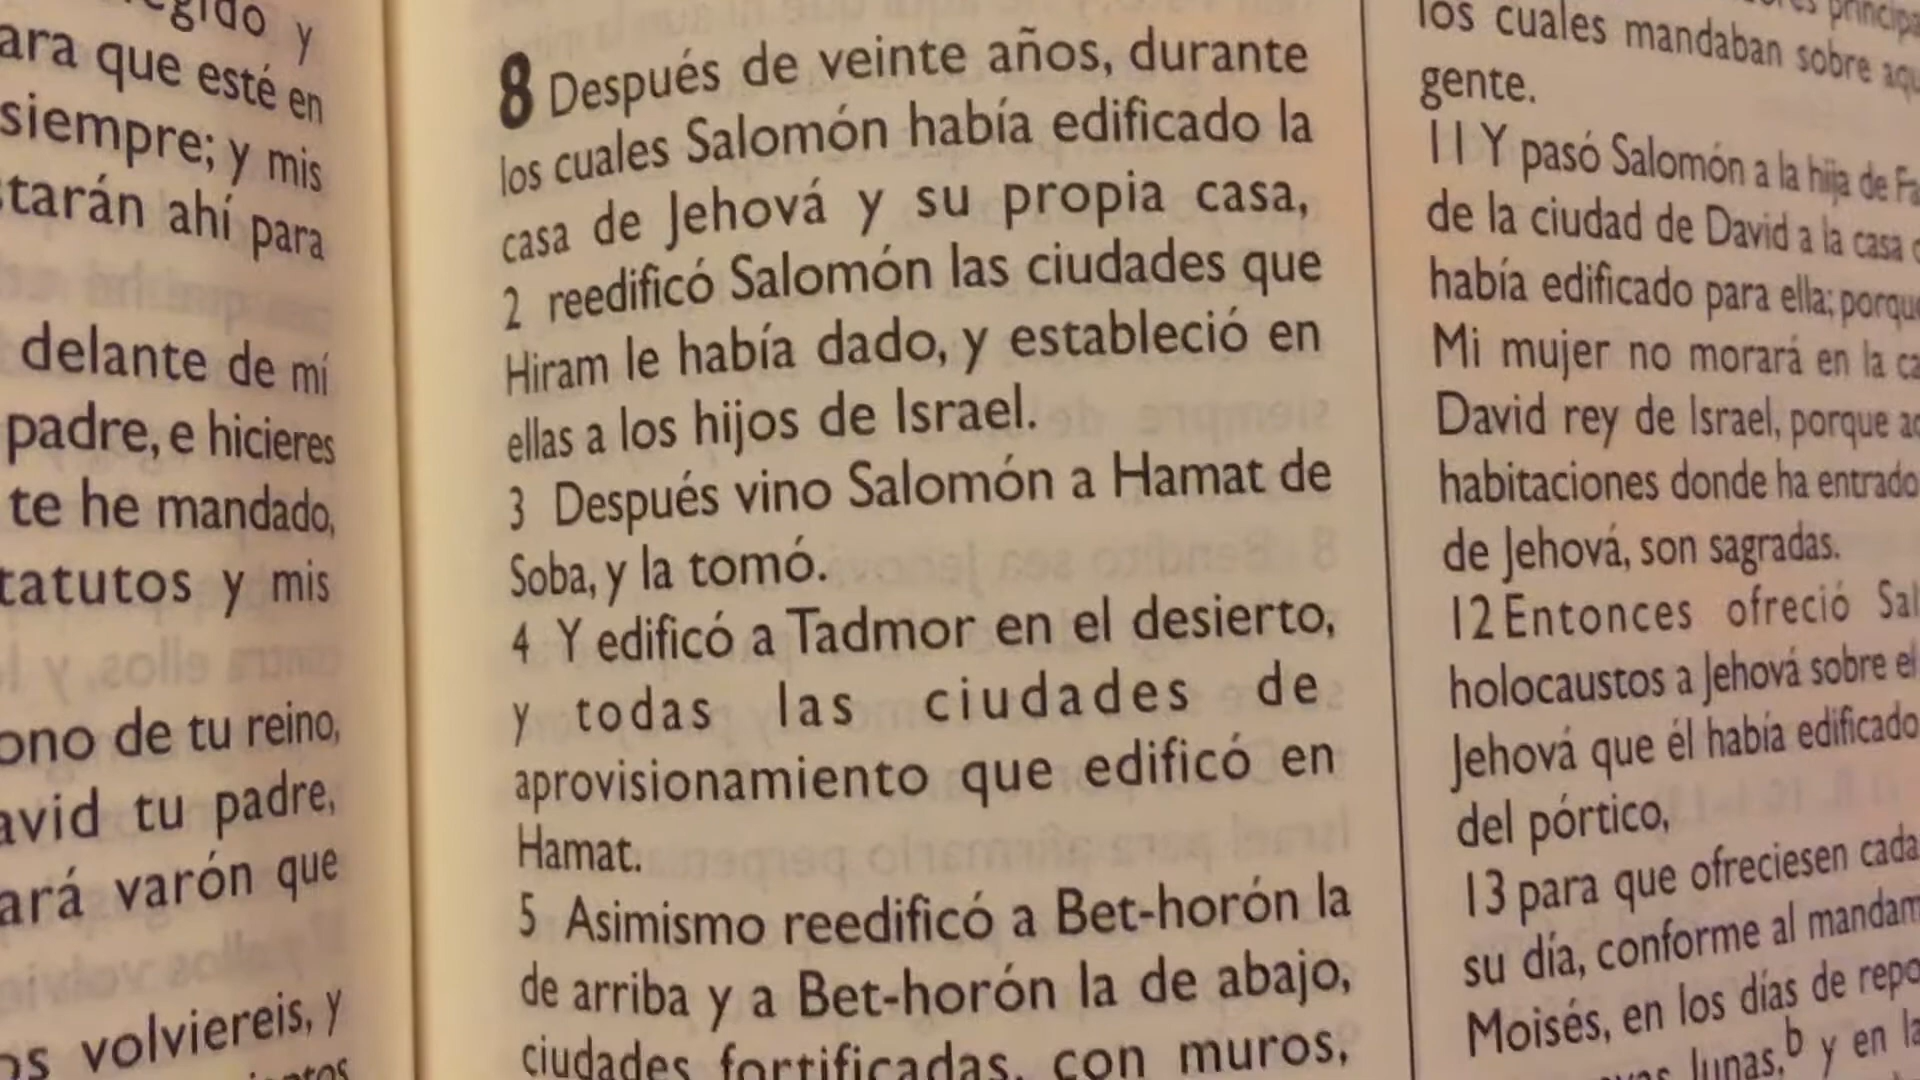 y
ara que esté en
siempre; y mis
ahí para
delante de mí
padre, e hicieres
te he mandado,
y mis
de tu reino,
tu padre,
varón que
volviereis, y
8 Después de veinte años, durante
los cuales Salomón había edificado la
casa de Jehová y su propia casa,
2 reedificó Salomón las ciudades que
Hiram le había dado, y estableció en
ellas a los hijos de Israel.
3 Después vino Salomón a Hamat de
Soba, y la tomó.
4 Y edificó a Tadmor en el desierto,
y todas las ciudades de
aprovisionamiento que edificó en
Hamat.
5 Asimismo reedificó a Bet-horón la
de arriba y a Bet-horón la de abajo,
ciudades fortificadas, con muros,
los cuales mandaban sobre
gente.
11 Y pasó Salomón a la hija de
de la ciudad de David a la casa
había edificado para ella; porque
Mi mujer no morará en la
David rey de Israel, porque
habitaciones donde ha entrado
de Jehová, son sagradas.
12 Entonces ofreció
holocaustos a Jehová sobre el
Jehová que él había edificado
del pórtico,
13 para que ofreciesen cada
su día, conforme al
Moisés, en los días de
lunas,b y en la